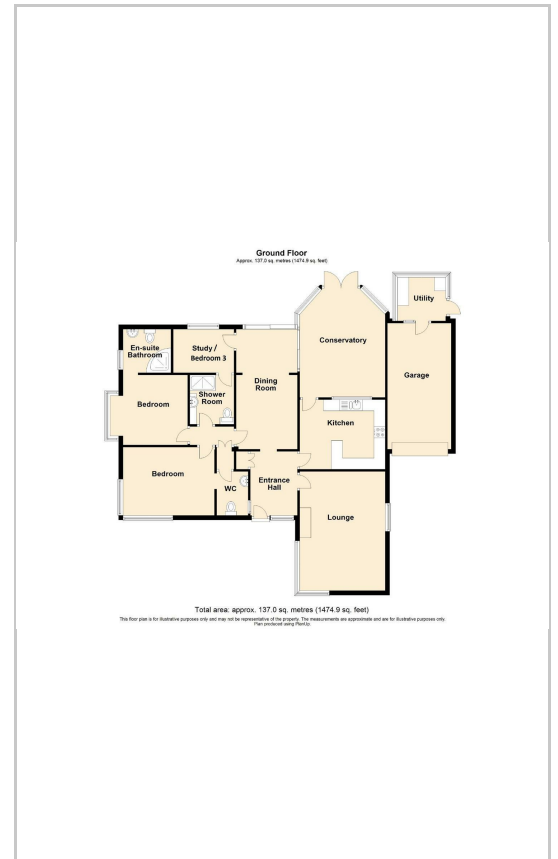 Ground Floor
Approx. 137.0 sq. metres (1474.9 sq. feet)
Utility
En-suite
Bathroom
Study /
Bedroom 3
Conservatory
Garage
Dining
Room
Shower
Room
Bedroom
Kitchen
Bedroom
WC
Entrance
Hall
Lounge
Total area: approx. 137.0 sq. metres (1474.9 sq. feet)
This floor plan is for illustrative purposes only and may not be representative of the property. The measurements are approximate and are for illustrative purposes only.
Plan produced using PlanUp.